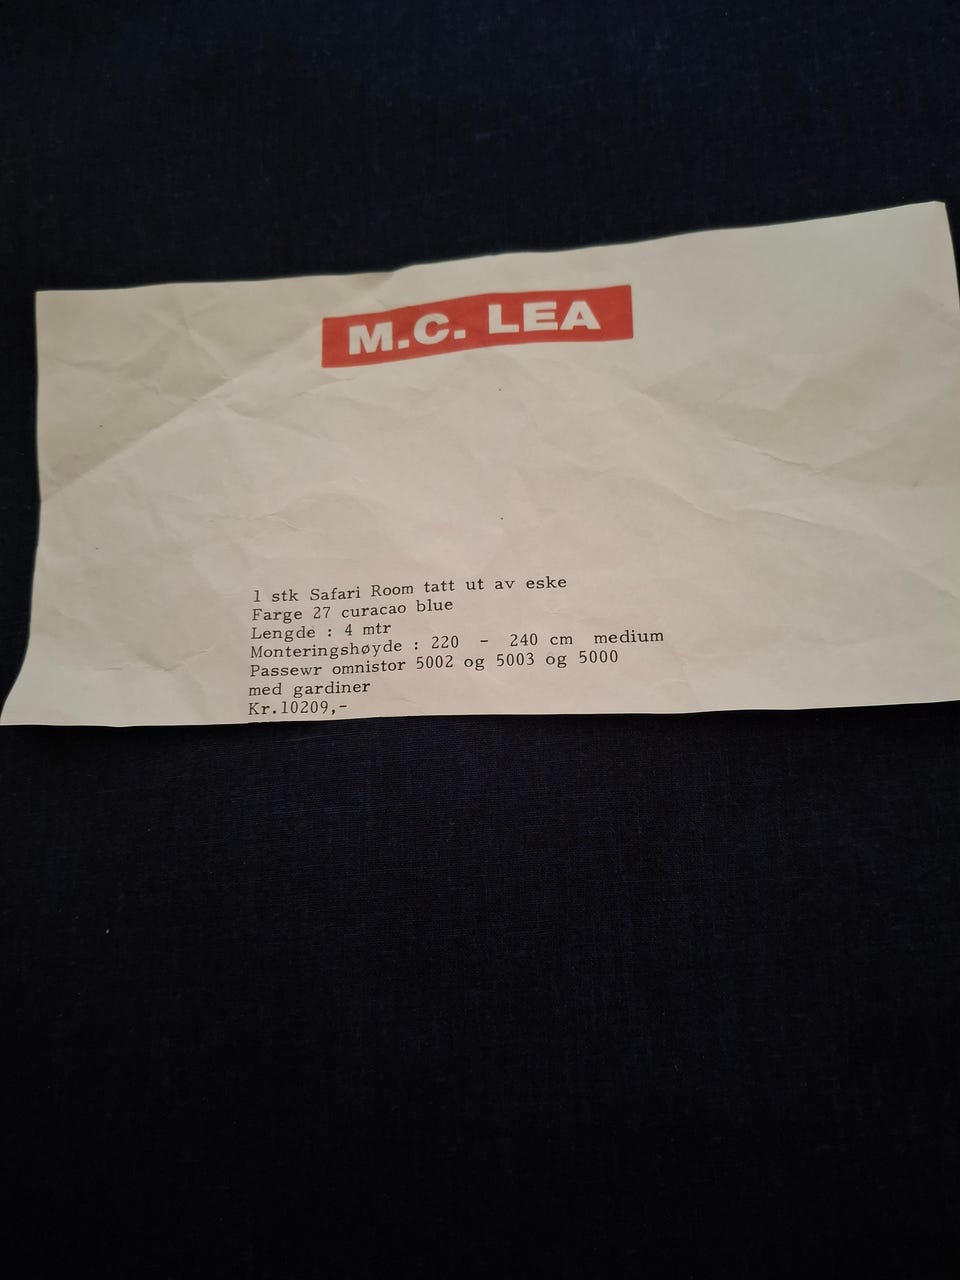 M.C. LEA
1 stk Safari Room tatt ut av eske
Farge 27 curacao blue
Lengde : 4 mtr
Monteringshøyde : 220 - 240 cm medium
Passewr omnistor 5002 og 5003 og 5000
med gardiner
Kr.10209,-